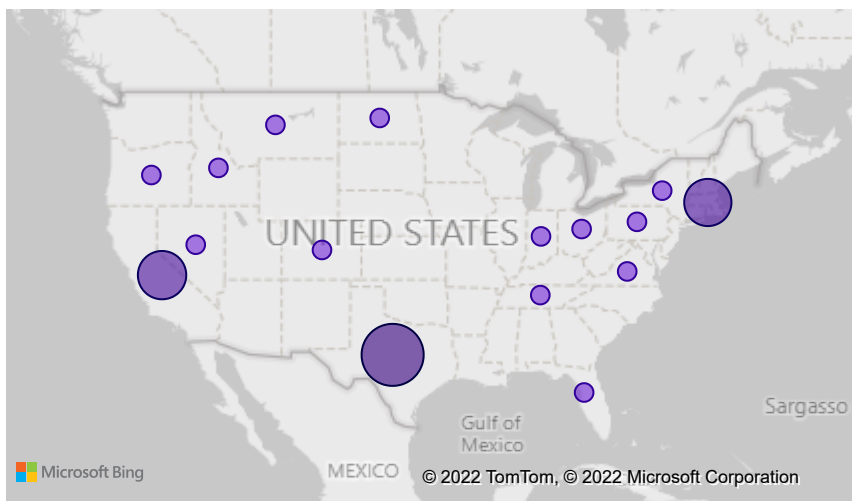 UNITED STATES
Sargasso
Gulf of
Mexico
MEXICO
Microsoft Bing
© 2022 TomTom, © 2022 Microsoft Corporation